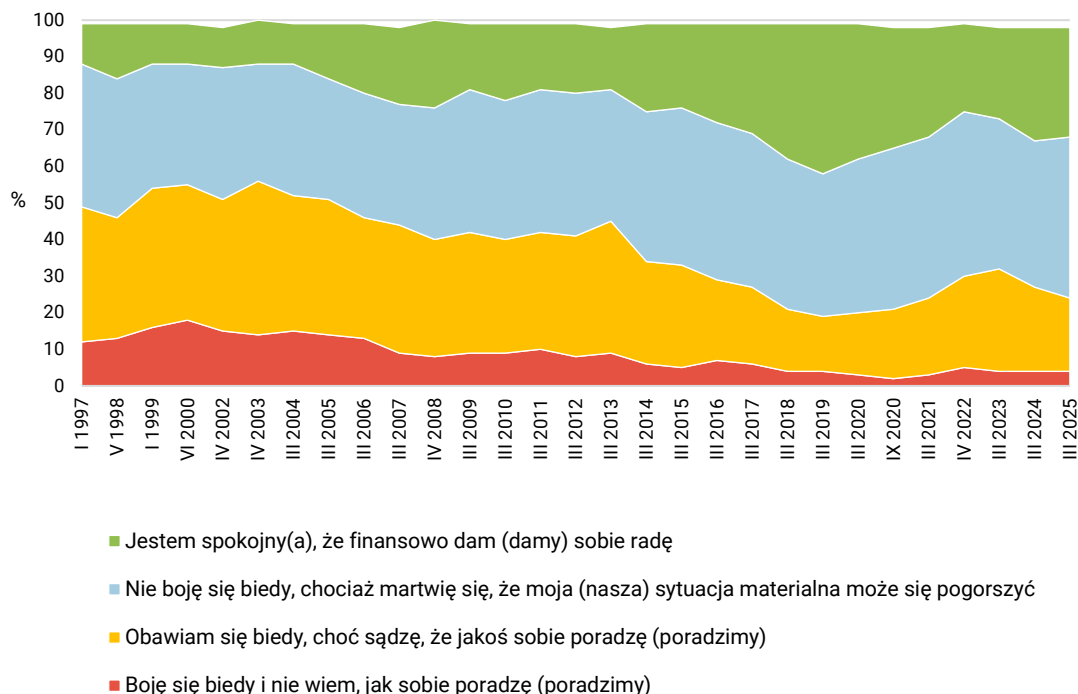 100
90
80
70
60
50
40
30
20
10
0
%
I 1997
V 1998
I 1999
VI 2000
IV 2002
IV 2003
III 2004
III 2005
III 2006
III 2007
IV 2008
III 2009
III 2010
III 2011
III 2012
III 2013
III 2014
III 2015
III 2016
III 2017
III 2018
III 2019
III 2020
IX 2020
III 2021
IV 2022
III 2023
III 2024
III 2025
Jestem spokojny(a), że finansowo dam (damy) sobie radę
Nie boję się biedy, chociaż martwię się, że moja (nasza) sytuacja materialna może się pogorszyć
Obawiam się biedy, choć sądzę, że jakoś sobie poradzę (poradzimy)
Boję się biedy i nie wiem, jak sobie poradzę (poradzimy)